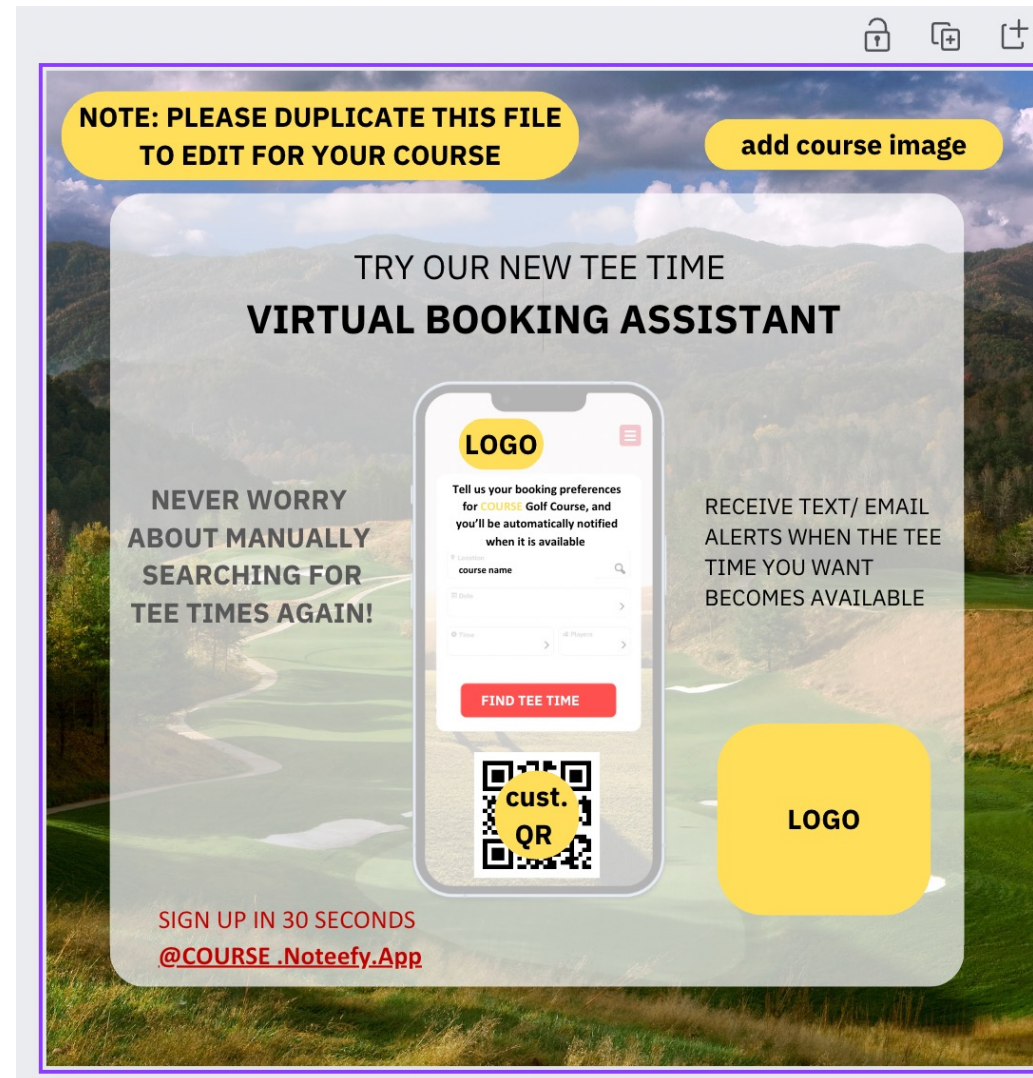 NOTE: PLEASE DUPLICATE THIS FILE
TO EDIT FOR YOUR COURSE
add course image
TRY OUR NEW TEE TIME
VIRTUAL BOOKING ASSISTANT
NEVER WORRY
ABOUT MANUALLY
SEARCHING FOR
TEE TIMES AGAIN!
LOGO
Tell us your booking preferences
for COURSE Golf Course, and
you'll be automatically notified
when it is available
Location
course name
Date
Time
Players
FIND TEE TIME
cust.
QR
RECEIVE TEXT/ EMAIL
ALERTS WHEN THE TEE
TIME YOU WANT
BECOMES AVAILABLE
LOGO
SIGN UP IN 30 SECONDS
@COURSE .Noteefy.App